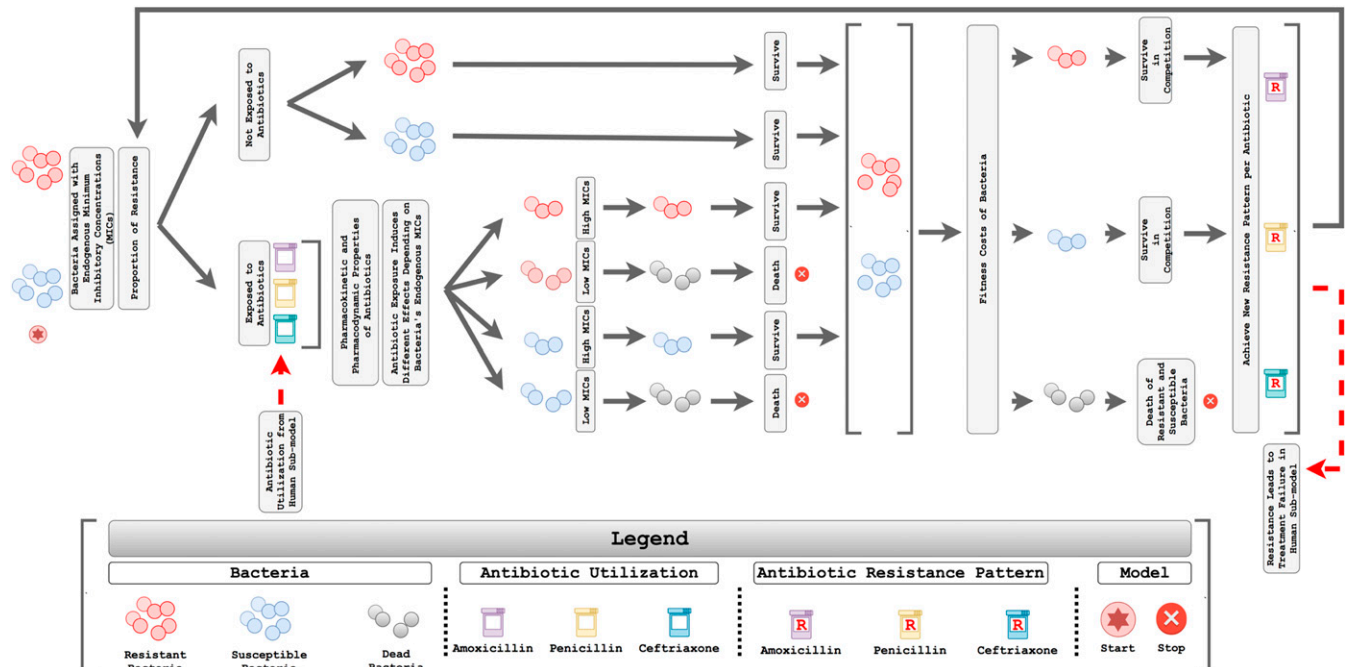 Bacteria Assigned with
Endogenous Minimum
Inhibitory Concentrations
(MICs)
Proportion of Resistance
Not Exposed to
Antibiotics
Exposed to
Antibiotics
Antibiotic
Utilization from
Human Sub-model
Pharmacokinetic and
Pharmacodynamic Properties
of Antibiotics
Antibiotic Exposure Induces
Different Effects Depending on
Bacteria's Endogenous MICs
High MICs
Low MICs
High MICs
Low MICs
Survive
Survive
Survive
Death
Survive
Death
Fitness Costs of Bacteria
Survive
in
Competition
Survive
in
Competition
Death of
Resistant and
Susceptible
Bacteria
Achieve New Resistance Pattern per Antibiotic
R
R
R
Resistance Leads to
Treatment Failure in
Human Sub-model
Legend
Bacteria
Antibiotic Utilization
Antibiotic Resistance Pattern
Model
R
R
R
Resistant
Bacteria
Susceptible
Bacteria
Dead
Bacteria
Amoxicillin
Penicillin
Ceftriaxone
Amoxicillin
Penicillin
Ceftriaxone
Start
Stop